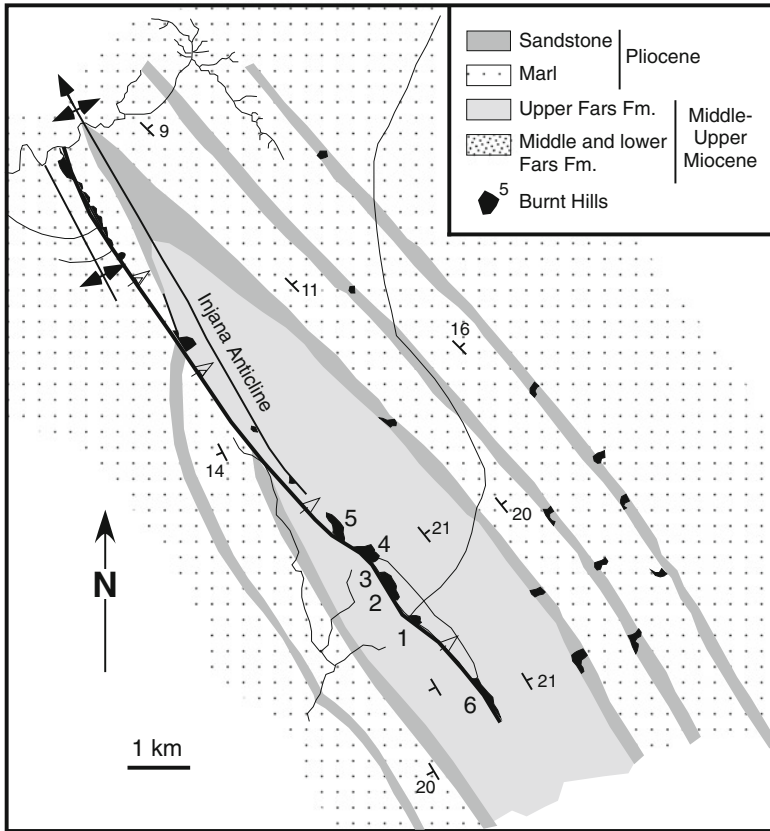 Sandstone
Marl
Pliocene
Upper Fars Fm.
Middle and lower
Fars Fm.
Middle-
Upper
Miocene
5
Burnt Hills
9
11
16
Injana Anticline
14
20
21
5
4
3
2
1
21
6
20
N
1 km